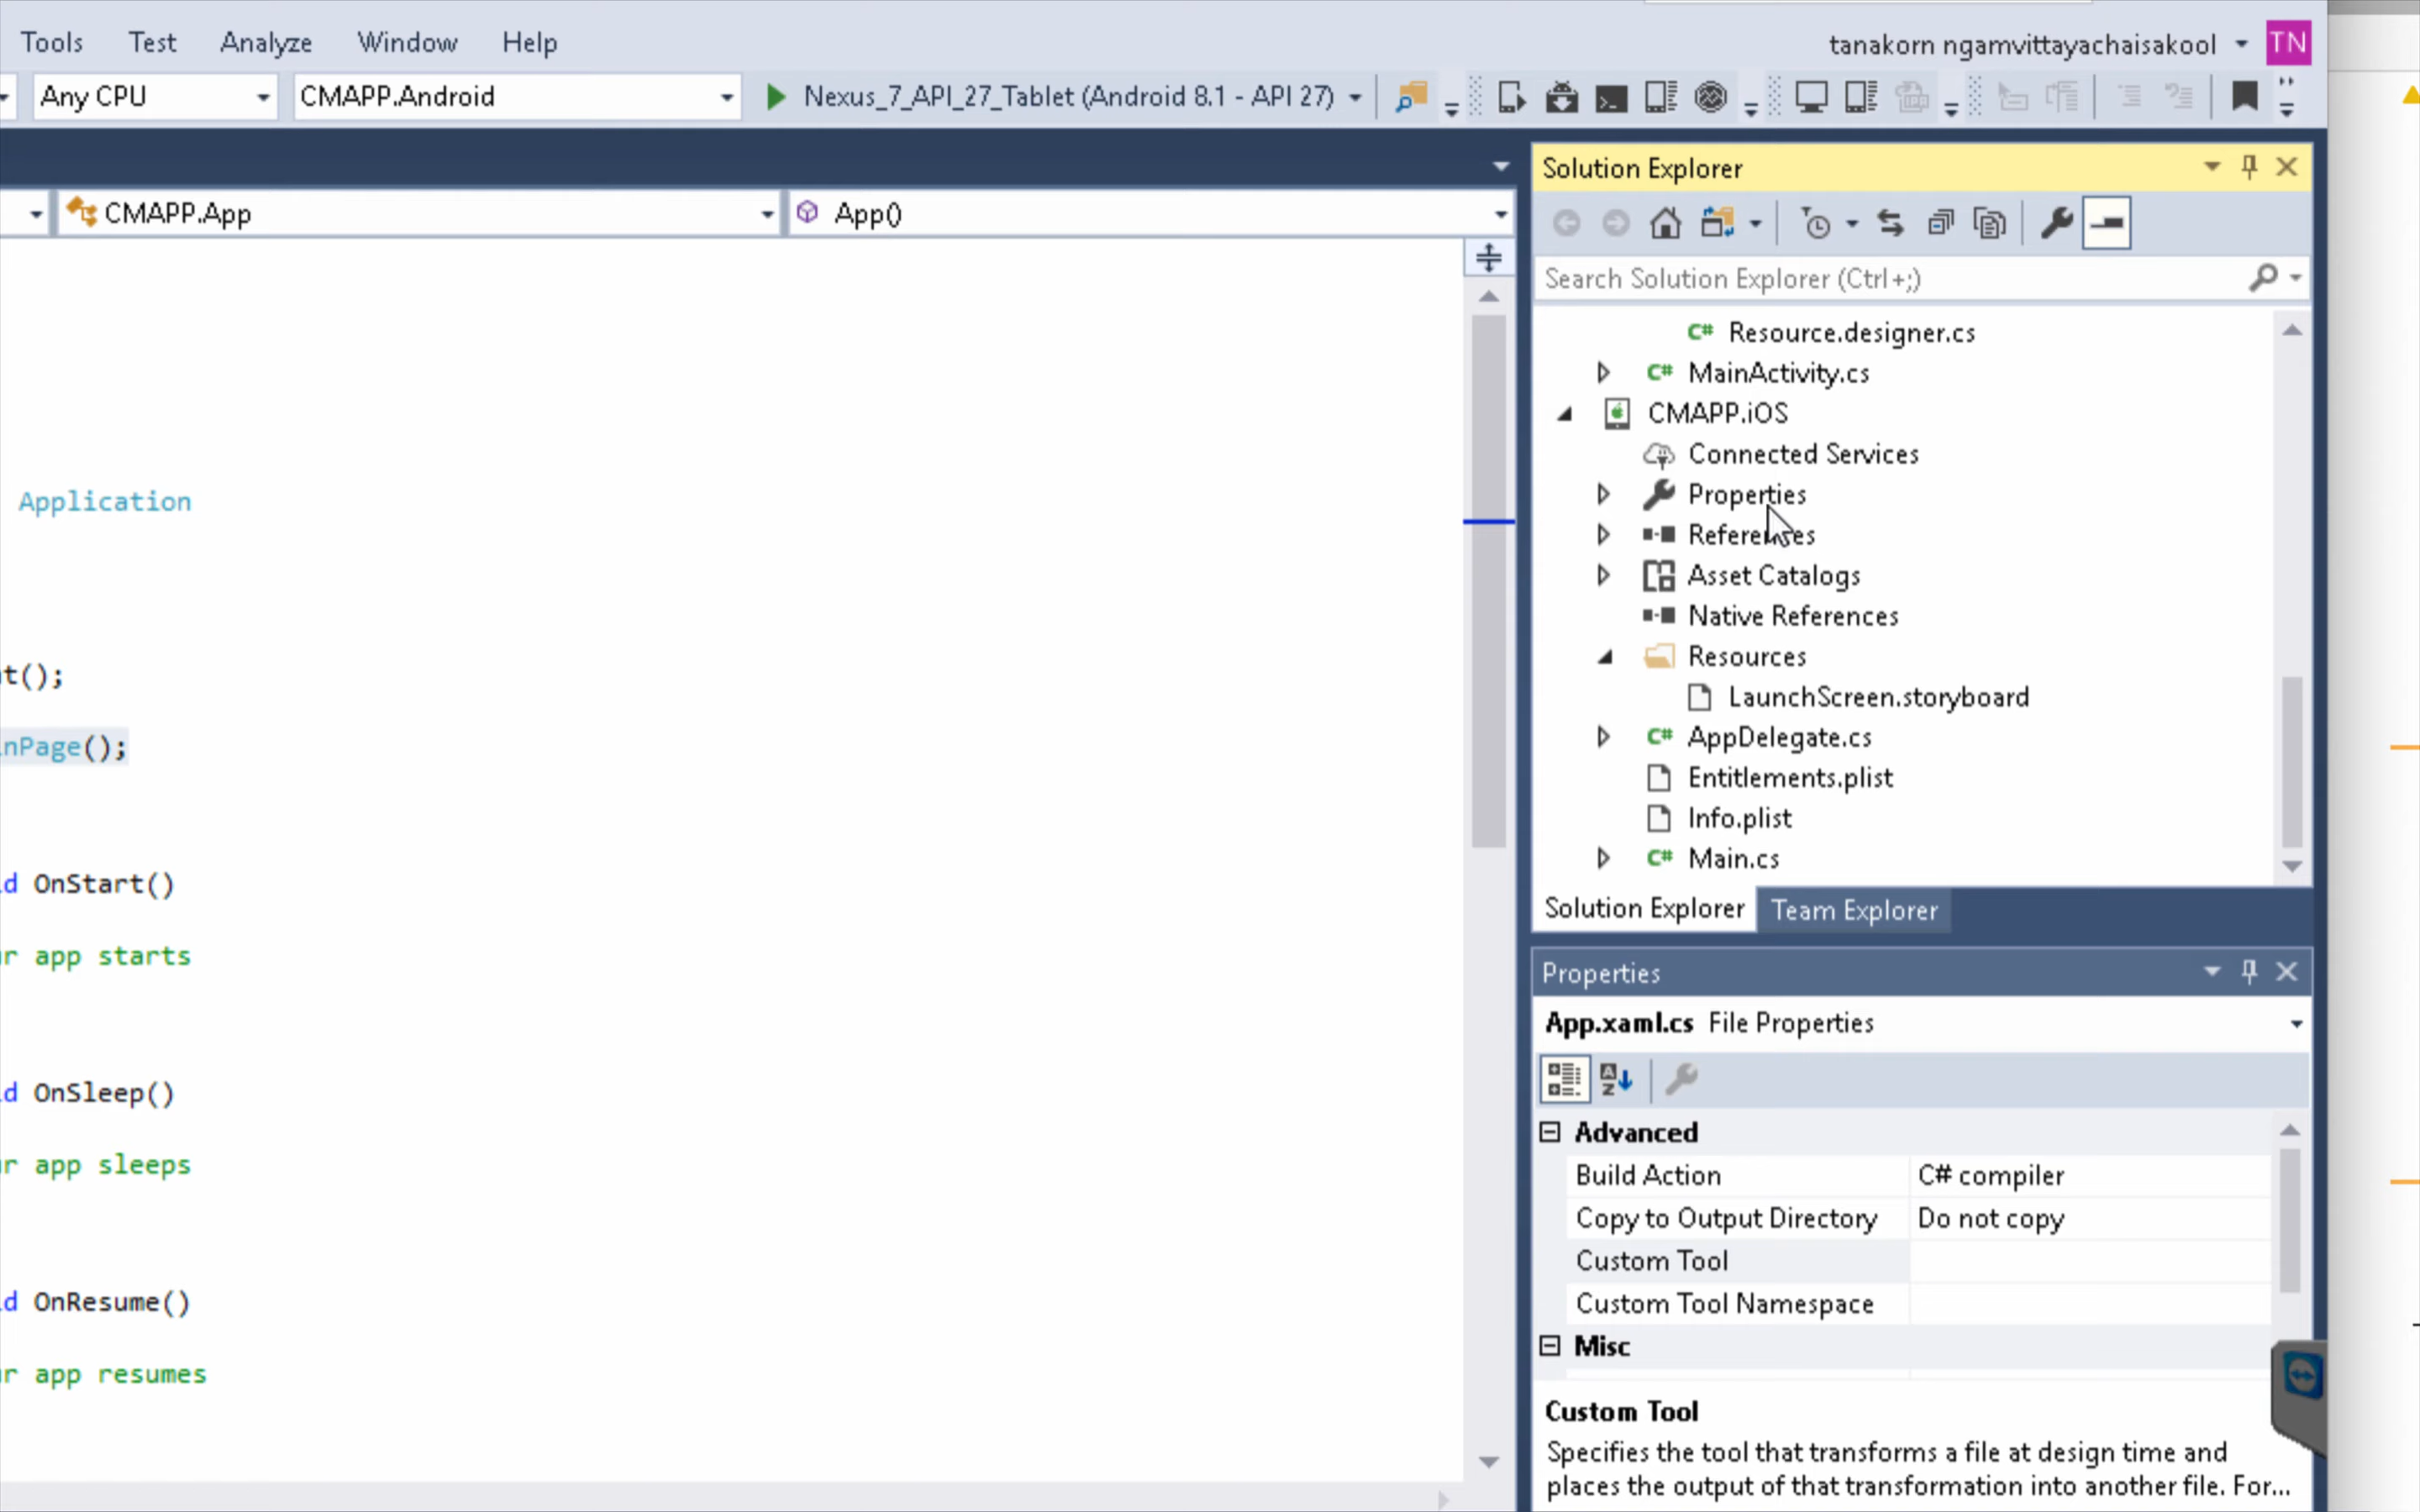 Tools Test Analyze Window Help
tanakorn ngamvittayachaisakool TN
Any CPU CMAPP.Android Nexus_7_API_27_Tablet (Android 8.1 - API 27)
CMAPP.App App()
Application
t();
nPage();
d OnStart()
r app starts
d OnSleep()
r app sleeps
d OnResume()
r app resumes
Solution Explorer
Search Solution Explorer (Ctrl+;)
C# Resource.designer.cs
C# MainActivity.cs
CMAPP.iOS
Connected Services
Properties
References
Asset Catalogs
Native References
Resources
LaunchScreen.storyboard
C# AppDelegate.cs
Entitlements.plist
Info.plist
C# Main.cs
Solution Explorer Team Explorer
Properties
App.xaml.cs File Properties
Advanced
Build Action C# compiler
Copy to Output Directory Do not copy
Custom Tool
Custom Tool Namespace
Misc
Custom Tool
Specifies the tool that transforms a file at design time and
places the output of that transformation into another file. For...